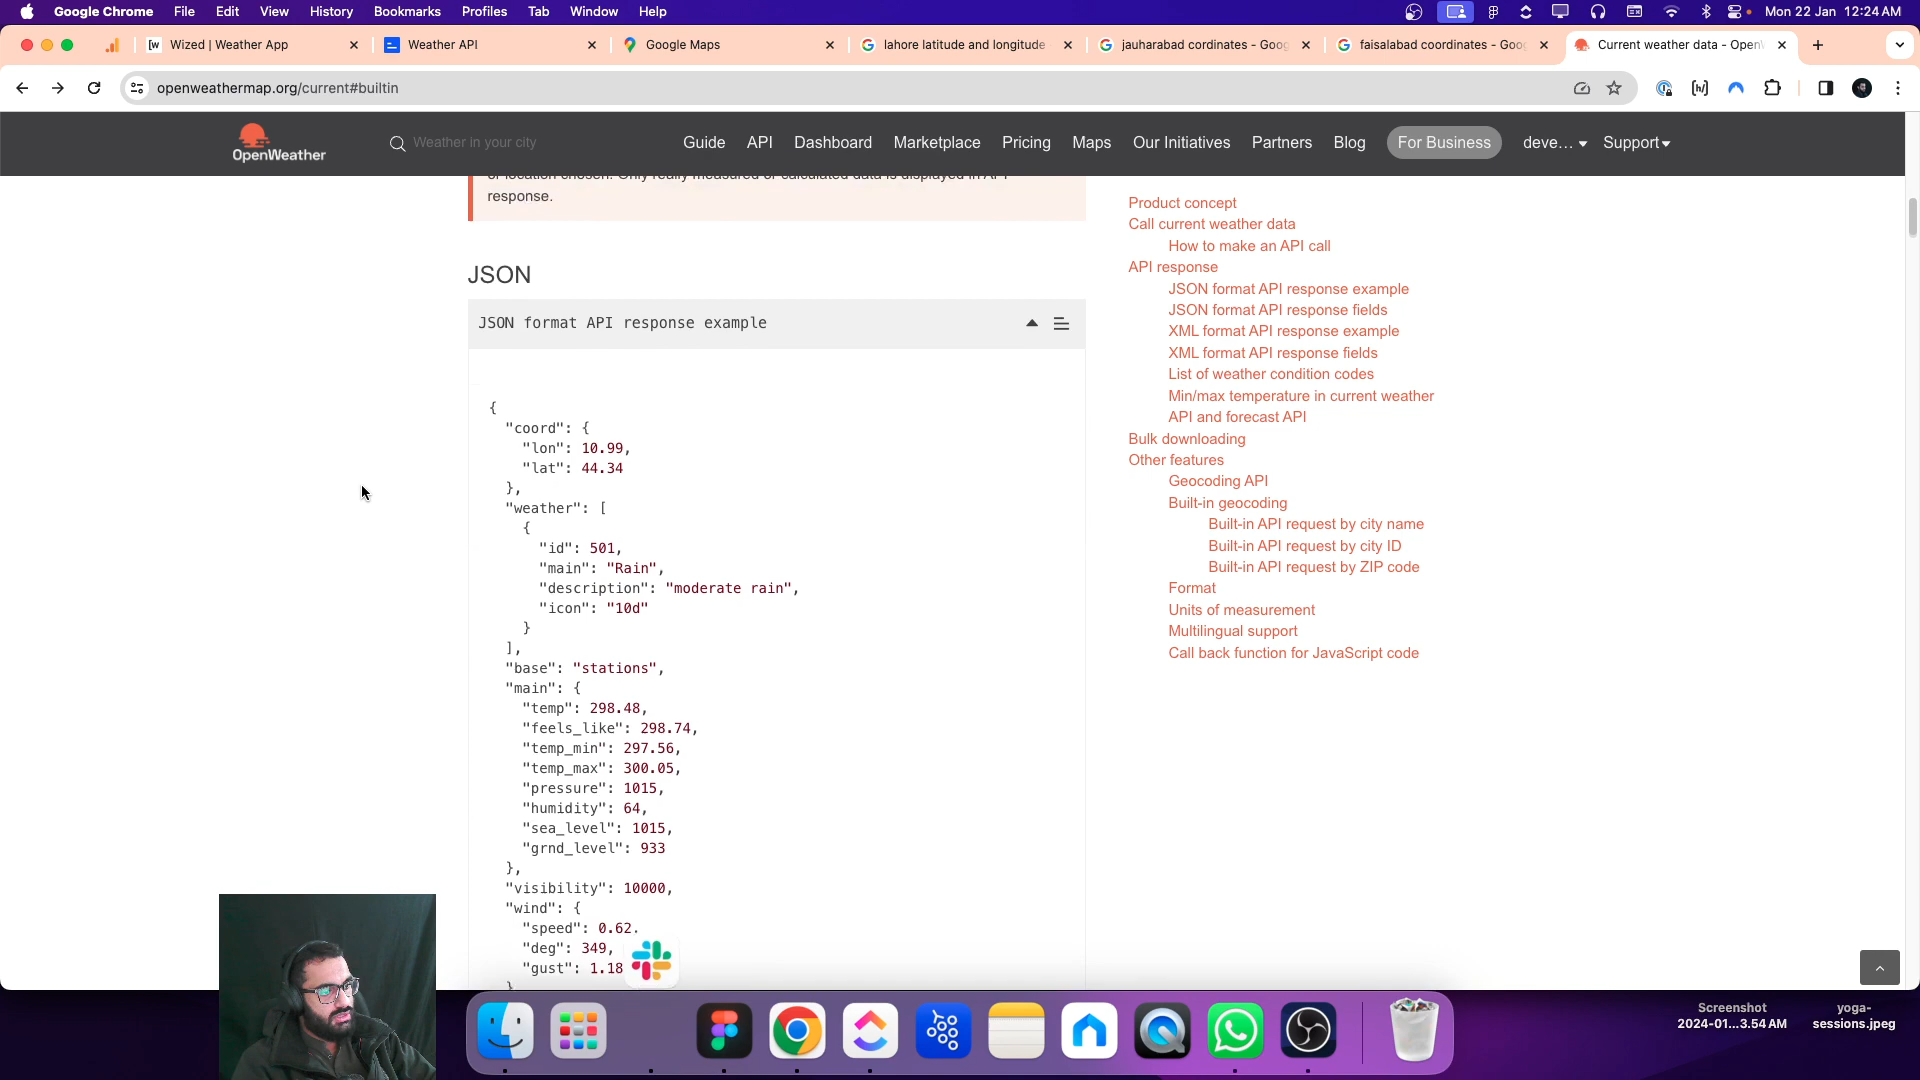 Google Chrome File Edit View History Bookmarks Profiles Tab Window Help Mon 22 Jan 12:24 AM
Wized | Weather App
Weather API
Google Maps
lahore latitude and longitude
jauharabad cordinates - Goog
faisalabad coordinates - Goog
Current weather data - Open
openweathermap.org/current#builtin
OpenWeather
Weather in your city
Guide API Dashboard Marketplace Pricing Maps Our Initiatives Partners Blog For Business deve... Support
response.
JSON
JSON format API response example
{
"coord": {
"lon": 10.99,
"lat": 44.34
},
"weather": [
{
"id": 501,
"main": "Rain",
"description": "moderate rain",
"icon": "10d"
}
],
"base": "stations",
"main": {
"temp": 298.48,
"feels_like": 298.74,
"temp_min": 297.56,
"temp_max": 300.05,
"pressure": 1015,
"humidity": 64,
"sea_level": 1015,
"grnd_level": 933
},
"visibility": 10000,
"wind": {
"speed": 0.62.
"deg": 349,
"gust": 1.18
}
Product concept
Call current weather data
How to make an API call
API response
JSON format API response example
JSON format API response fields
XML format API response example
XML format API response fields
List of weather condition codes
Min/max temperature in current weather
API and forecast API
Bulk downloading
Other features
Geocoding API
Built-in geocoding
Built-in API request by city name
Built-in API request by city ID
Built-in API request by ZIP code
Format
Units of measurement
Multilingual support
Call back function for JavaScript code
Screenshot
2024-01...3.54 AM
yoga-
sessions.jpeg